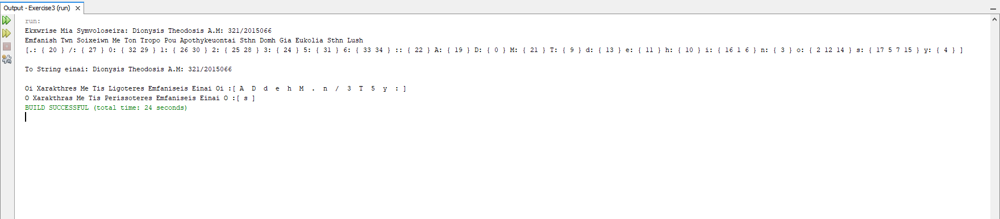 Output - Exercise3 (run)
run:
Ekxwrise Mia Symvoloseira: Dionysis Theodosis A.M: 321/2015066
Emfanish Twn Soixeiwn Me Ton Tropo Pou Apothykeuontai Sthn Domh Gia Eukolia Sthn Lush
[.: { 20 } /: { 27 } 0: { 32 29 } 1: { 26 30 } 2: { 25 28 } 3: { 24 } 5: { 31 } 6: { 33 34 } :: { 22 } A: { 19 } D: { 0 } M: { 21 } T: { 9 } d: { 13 } e: { 11 } h: { 10 } i: { 16 1 6 } n: { 3 } o: { 2 12 14 } s: { 17 5 7 15 } y: { 4 } ]
To String einai: Dionysis Theodosis A.M: 321/2015066
Oi Xarakthres Me Tis Ligoteres Emfaniseis Einai Oi :[ A  D  d  e  h  M  .  n  /  3  T  5  y  : ]
O Xarakthras Me Tis Perissoteres Emfaniseis Einai O :[ s ]
BUILD SUCCESSFUL (total time: 24 seconds)